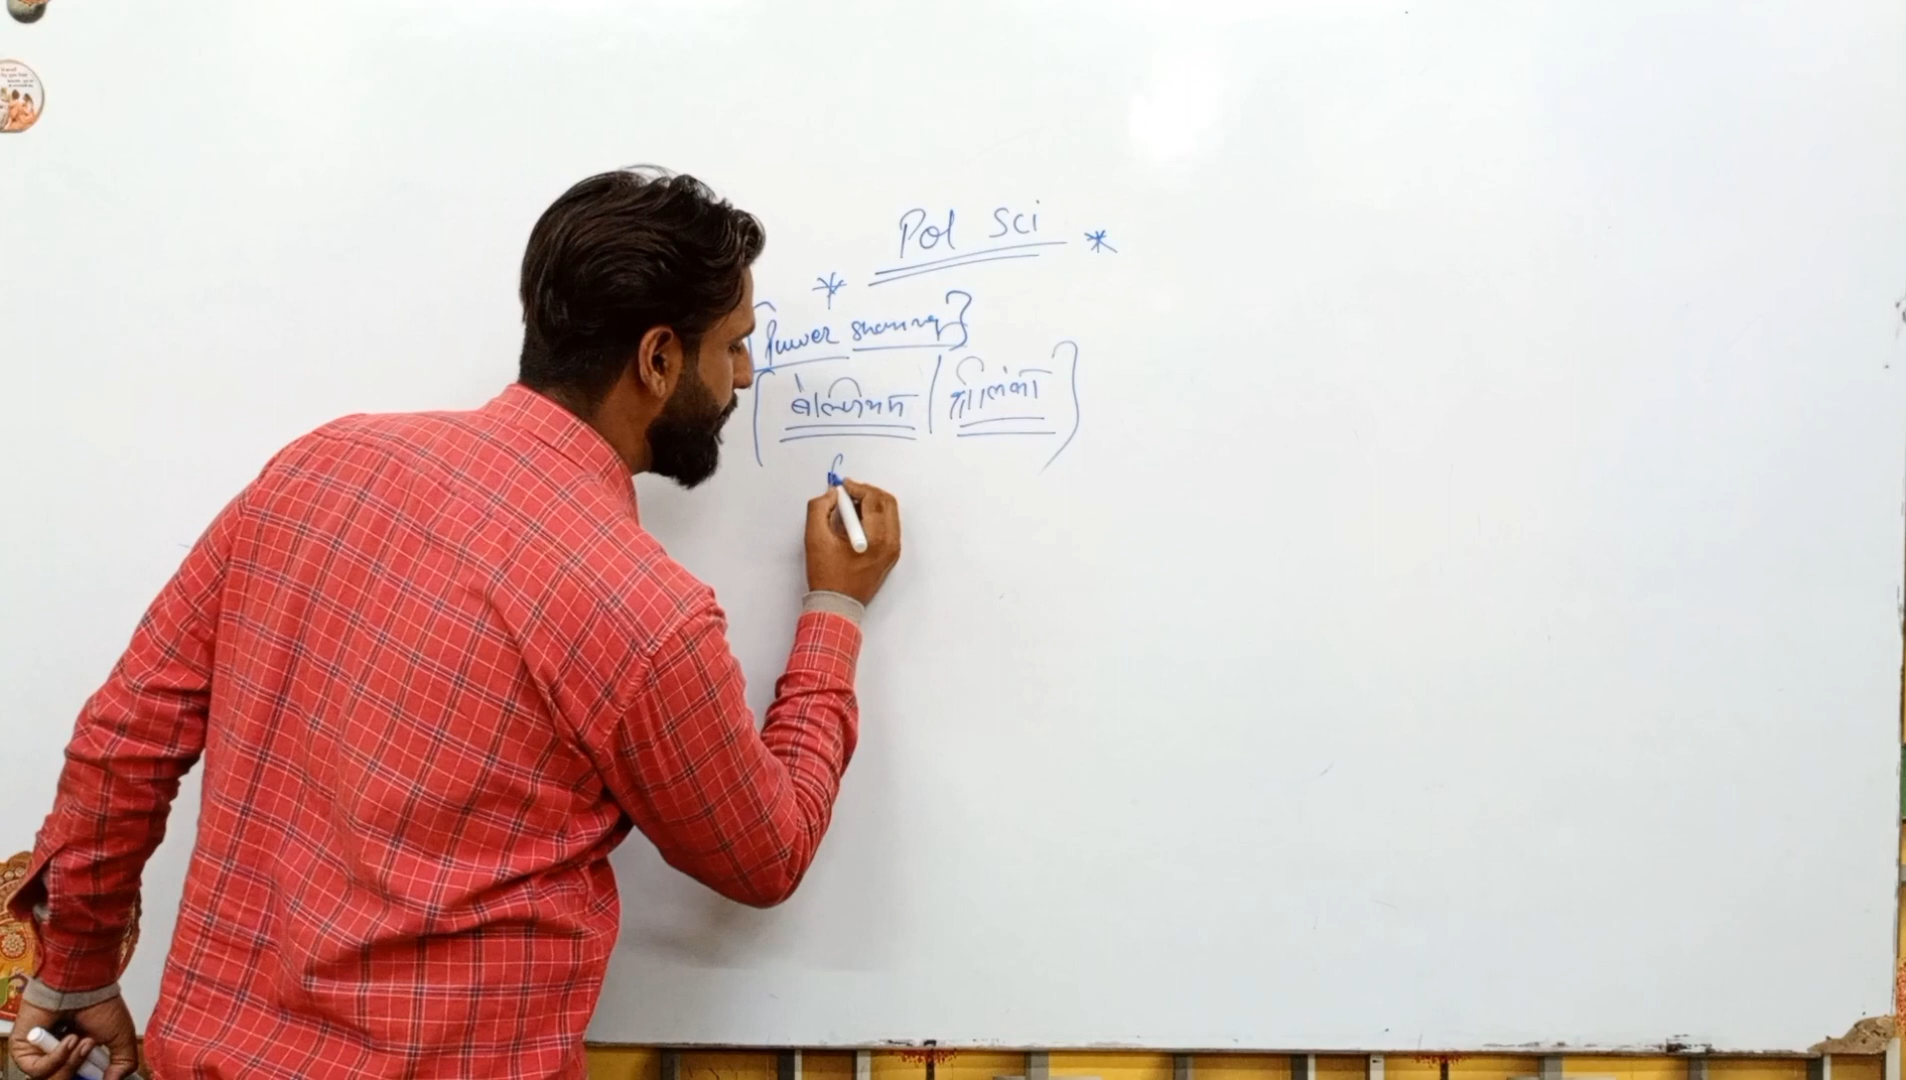 * Pol Sci *
{Power sharing}
(बेल्जियम | श्रीलंका)